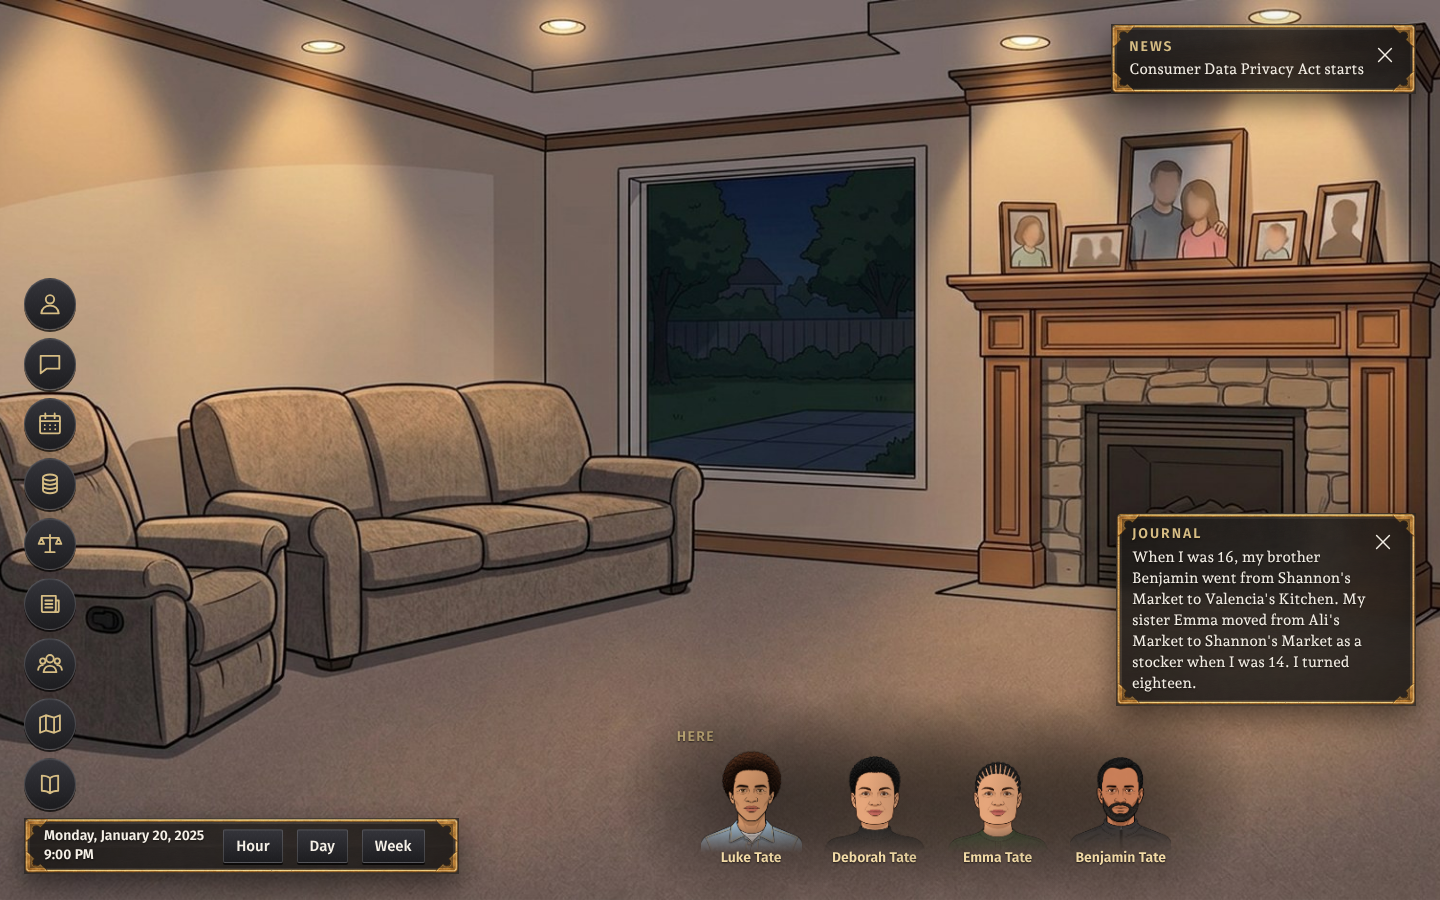 NEWS
Consumer Data Privacy Act starts
JOURNAL
When I was 16, my brother
Benjamin went from Shannon's
Market to Valencia's Kitchen. My
sister Emma moved from Ali's
Market to Shannon's Market as a
stocker when I was 14. I turned
eighteen.
HERE
Luke Tate
Deborah Tate
Emma Tate
Benjamin Tate
Monday, January 20, 2025
9:00 PM
Hour
Day
Week